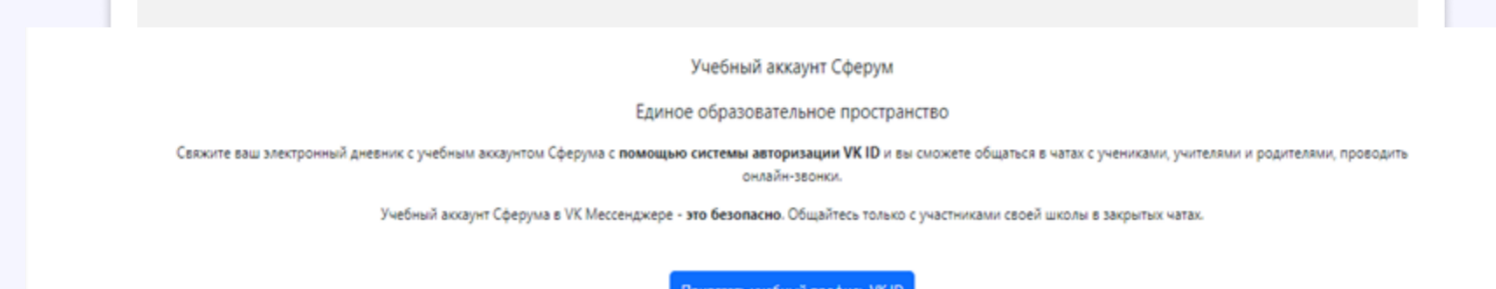 Учебный аккаунт Сферум
Единое образовательное пространство
Свяжите ваш электронный дневник с учебным аккаунтом Сферума с помощью системы авторизации VK ID и вы сможете общаться в чатах с учениками, учителями и родителями, проводить
онлайн-звонки.
Учебный аккаунт Сферума в VK Мессенджере - это безопасно. Общайтесь только с участниками своей школы в закрытых чатах.
VK ID